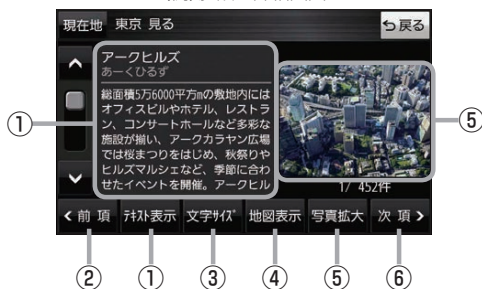 現在地 東京 見る
戻る
アークヒルズ
あーくひるず
総面積5万6000平方mの敷地内には
オフィスビルやホテル、レストラ
ン、コンサートホールなど多彩な
施設が揃い、アークカラヤン広場
では桜まつりをはじめ、秋祭りや
ヒルズマルシェなど、季節に合わ
せたイベントを開催。アークヒル
1/ 452件
前 項 ﾃｷｽﾄ表示 文字ｻｲｽﾞ 地図表示 写真拡大 次 項
① ⑤
② ① ③ ④ ⑤ ⑥